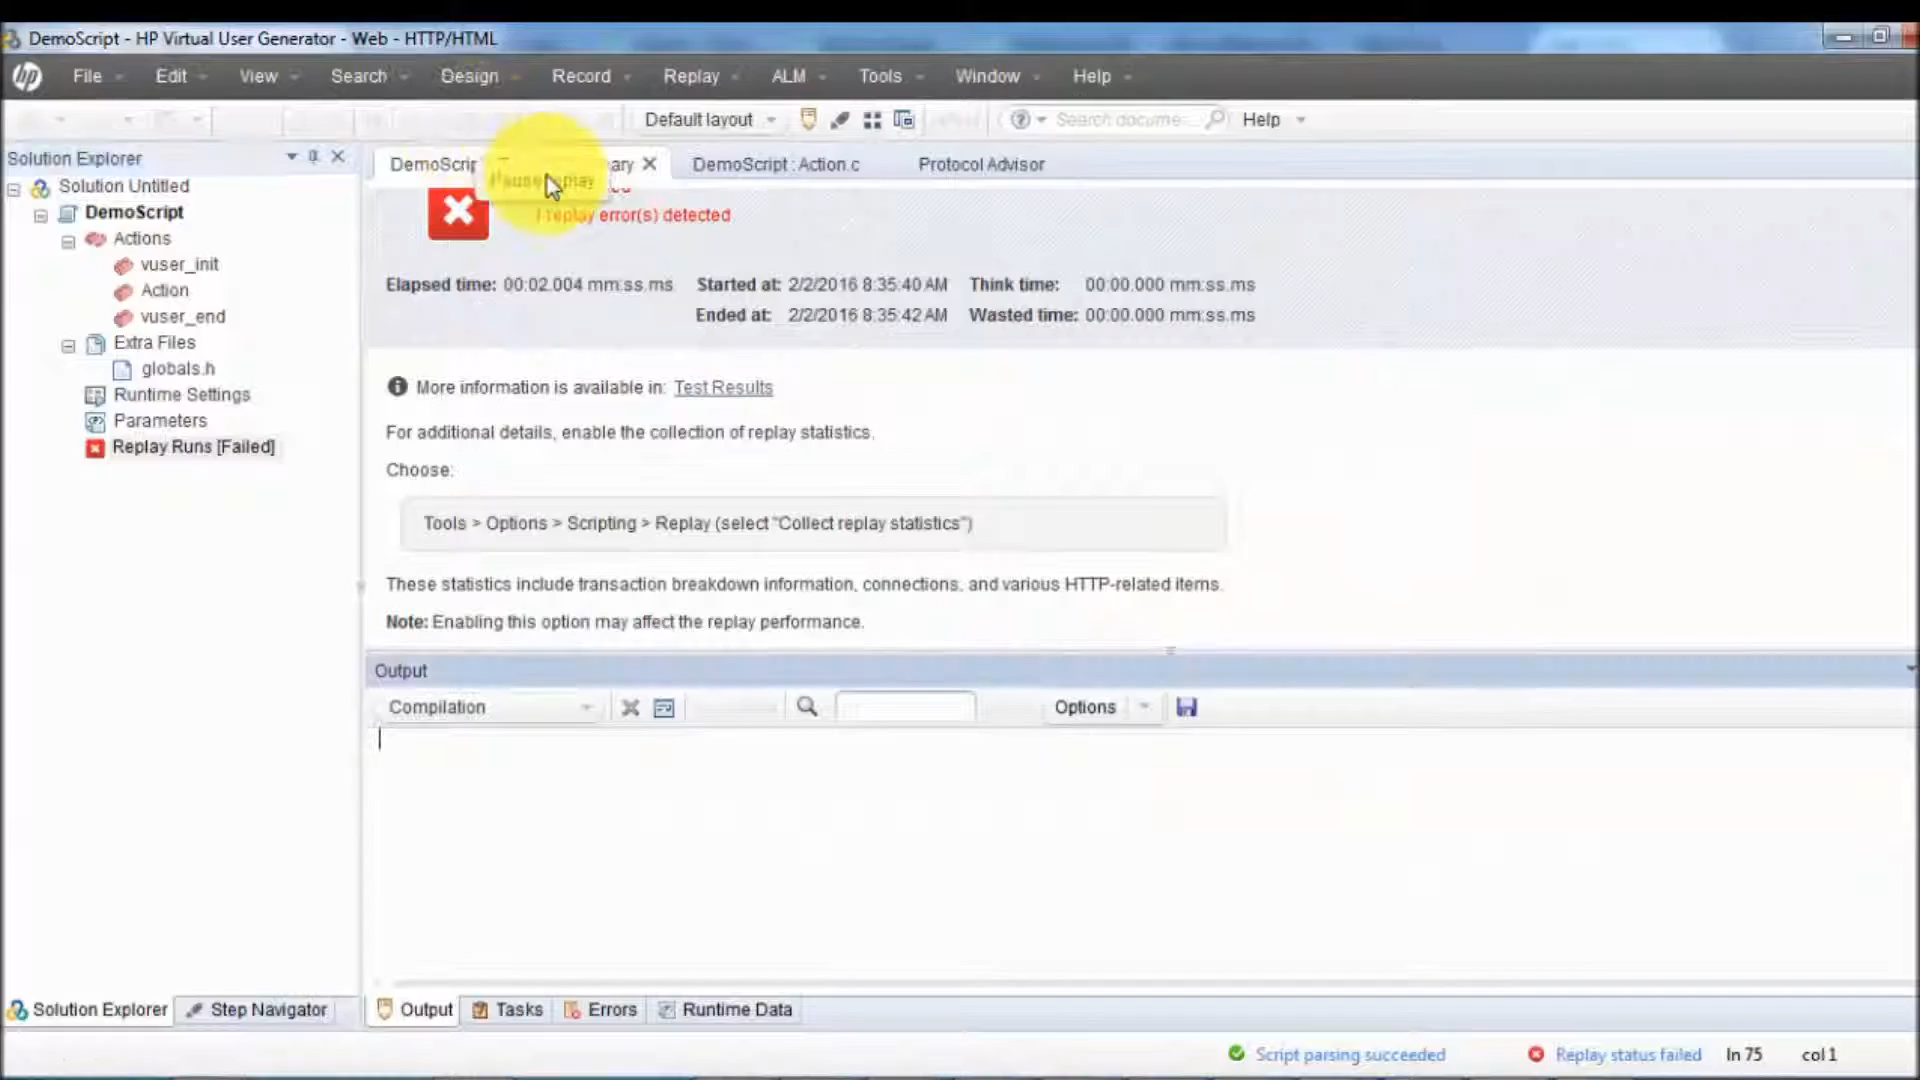 DemoScript - HP Virtual User Generator - Web - HTTP/HTML
hp File Edit View Search Design Record Replay ALM Tools Window Help
Default layout Search docume Help
Solution Explorer
DemoScrip ary DemoScript : Action.c Protocol Advisor
Pause
Solution Untitled
DemoScript
Actions
vuser_init
Action
vuser_end
Extra Files
globals.h
Runtime Settings
Parameters
Replay Runs [Failed]
1 replay error(s) detected
Elapsed time: 00:02.004 mm:ss.ms Started at: 2/2/2016 8:35:40 AM Think time: 00:00.000 mm:ss.ms
Ended at: 2/2/2016 8:35:42 AM Wasted time: 00:00.000 mm:ss.ms
More information is available in: Test Results
For additional details, enable the collection of replay statistics.
Choose:
Tools > Options > Scripting > Replay (select "Collect replay statistics")
These statistics include transaction breakdown information, connections, and various HTTP-related items.
Note: Enabling this option may affect the replay performance.
Output
Compilation Options
Solution Explorer Step Navigator Output Tasks Errors Runtime Data
Script parsing succeeded Replay status failed ln 75 col 1